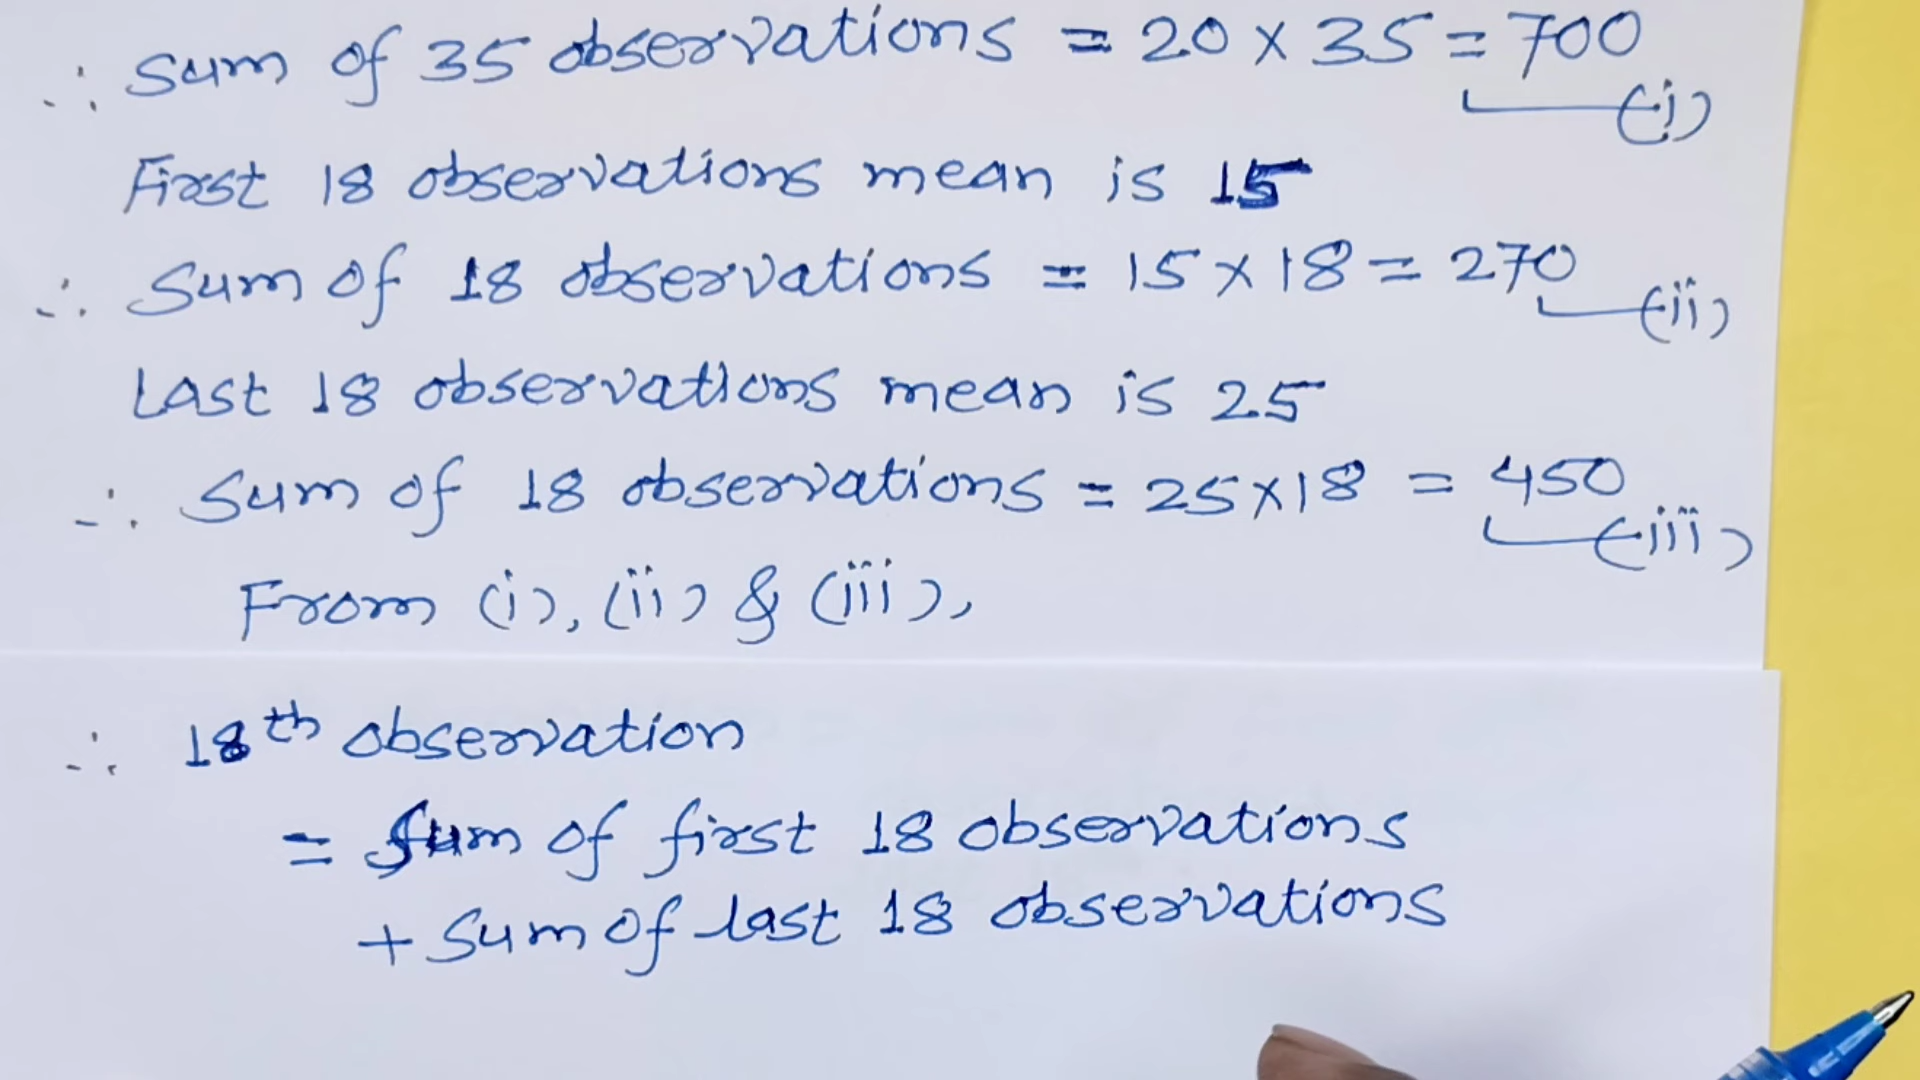 ∴ Sum of 35 observations = 20 × 35 = 700
(i)
First 18 observations mean is 15
∴ Sum of 18 observations = 15 × 18 = 270
(ii)
Last 18 observations mean is 25
∴ Sum of 18 observations = 25 × 18 = 450
(iii)
From (i), (ii) & (iii),
∴ 18th observation
= Sum of first 18 observations
+ Sum of last 18 observations